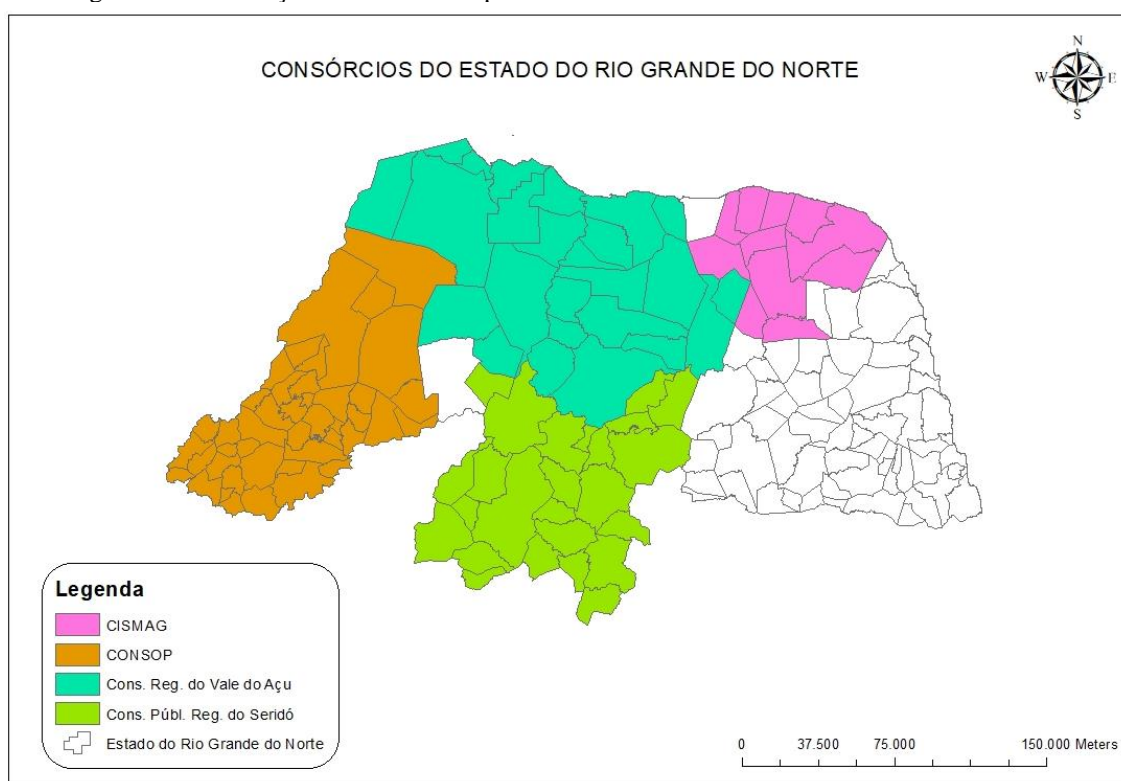 CONSÓRCIOS DO ESTADO DO RIO GRANDE DO NORTE
N
W E
S
Legenda
CISMAG
CONSOP
Cons. Reg. do Vale do Açu
Cons. Públ. Reg. do Seridó
Estado do Rio Grande do Norte
0 37.500 75.000 150.000 Meters